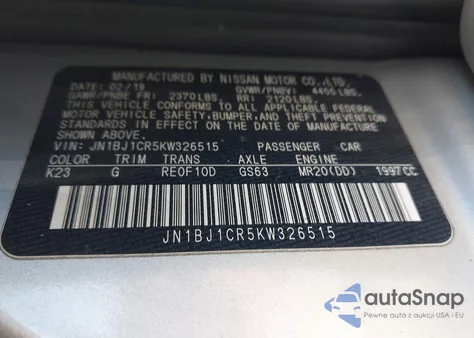 MANUFACTURED BY NISSAN MOTOR CO.,LTD.
DATE: 02/19 GVWR/PNBV: 4455 LBS.
GAWR/PNBE FR: 2370 LBS. RR: 2120 LBS.
THIS VEHICLE CONFORMS TO ALL APPLICABLE
FEDERAL MOTOR VEHICLE SAFETY, BUMPER, AND THEFT PREVENTION
STANDARDS IN EFFECT ON THE DATE OF MANUFACTURE
SHOWN ABOVE.
VIN: JN1BJ1CR5KW326515 PASSENGER CAR
COLOR TRIM TRANS AXLE ENGINE
K23 G RE0F10D GS63 MR20(DD) 1997CC
JN1BJ1CR5KW326515
autaSnap
Pewne auta z aukcji USA i EU